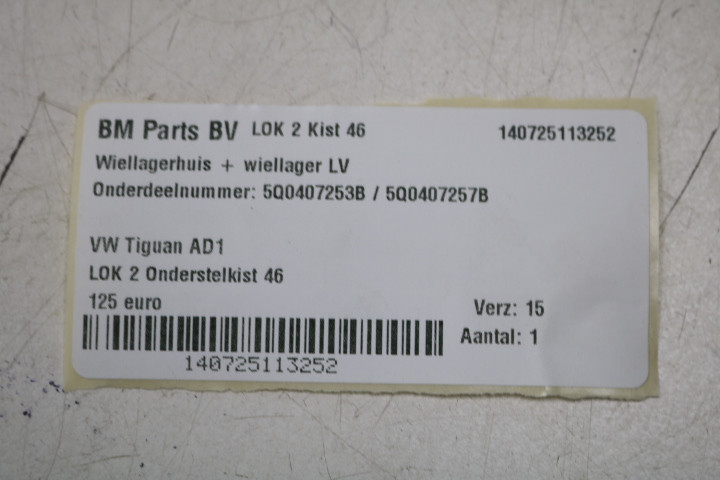 BM Parts BV LOK 2 Kist 46 140725113252
Wiellagerhuis + wiellager LV
Onderdeelnummer: 5Q0407253B / 5Q0407257B
VW Tiguan AD1
LOK 2 Onderstelkist 46
125 euro
Verz: 15
Aantal: 1
140725113252